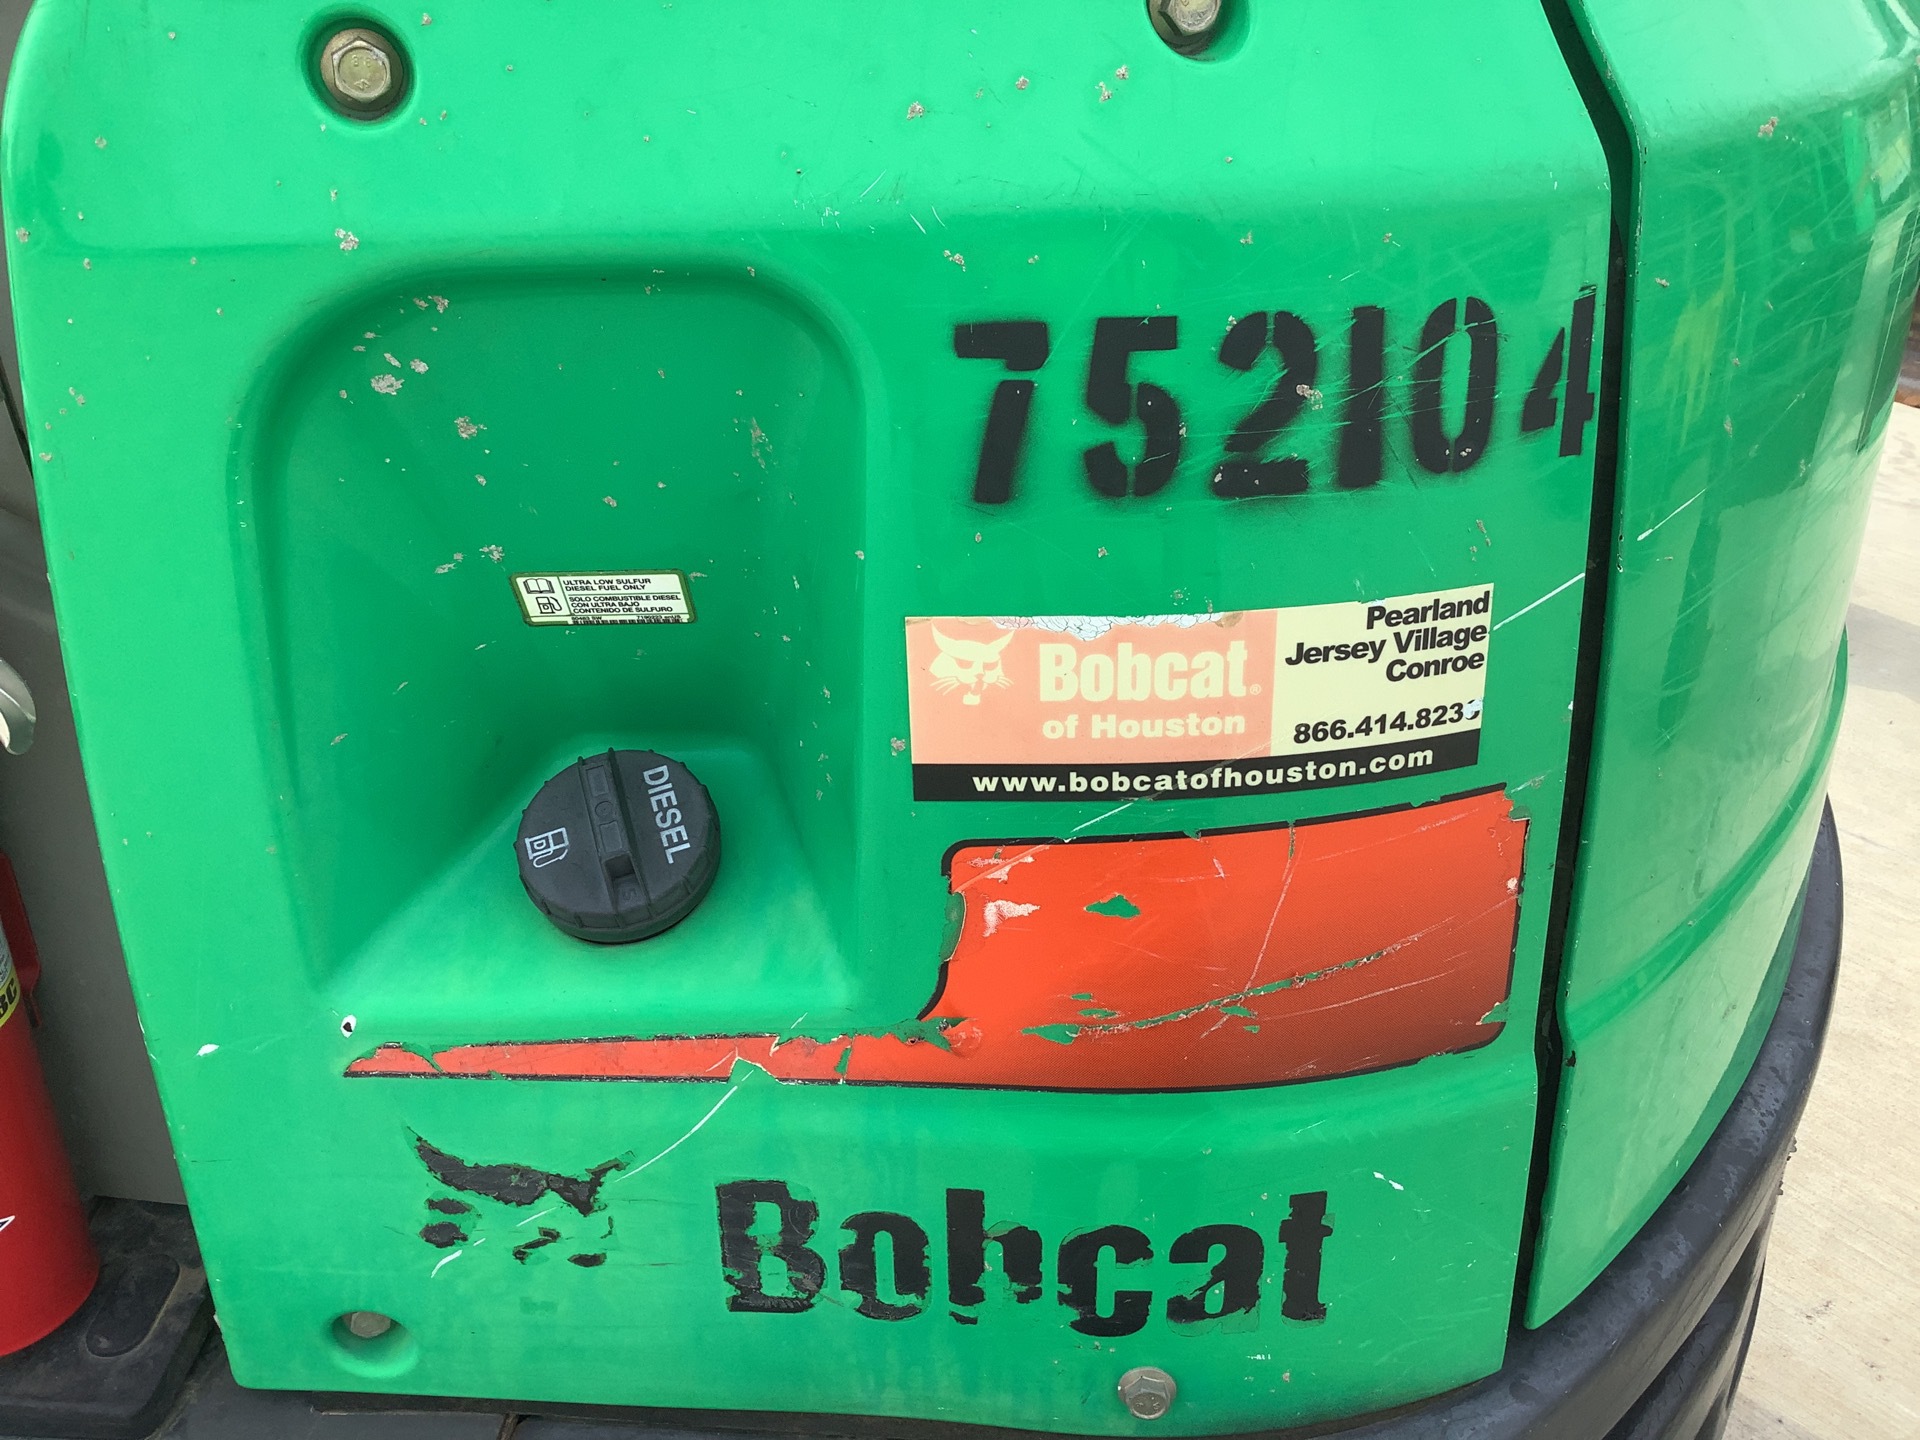 752104
ULTRA LOW SULFUR
DIESEL FUEL ONLY
SOLO COMBUSTIBLE DIESEL
CON ULTRA BAJO
CONTENIDO DE SULFURO
Bobcat®
of Houston
Pearland
Jersey Village
Conroe
866.414.823
www.bobcatofhouston.com
DIESEL
Bobcat